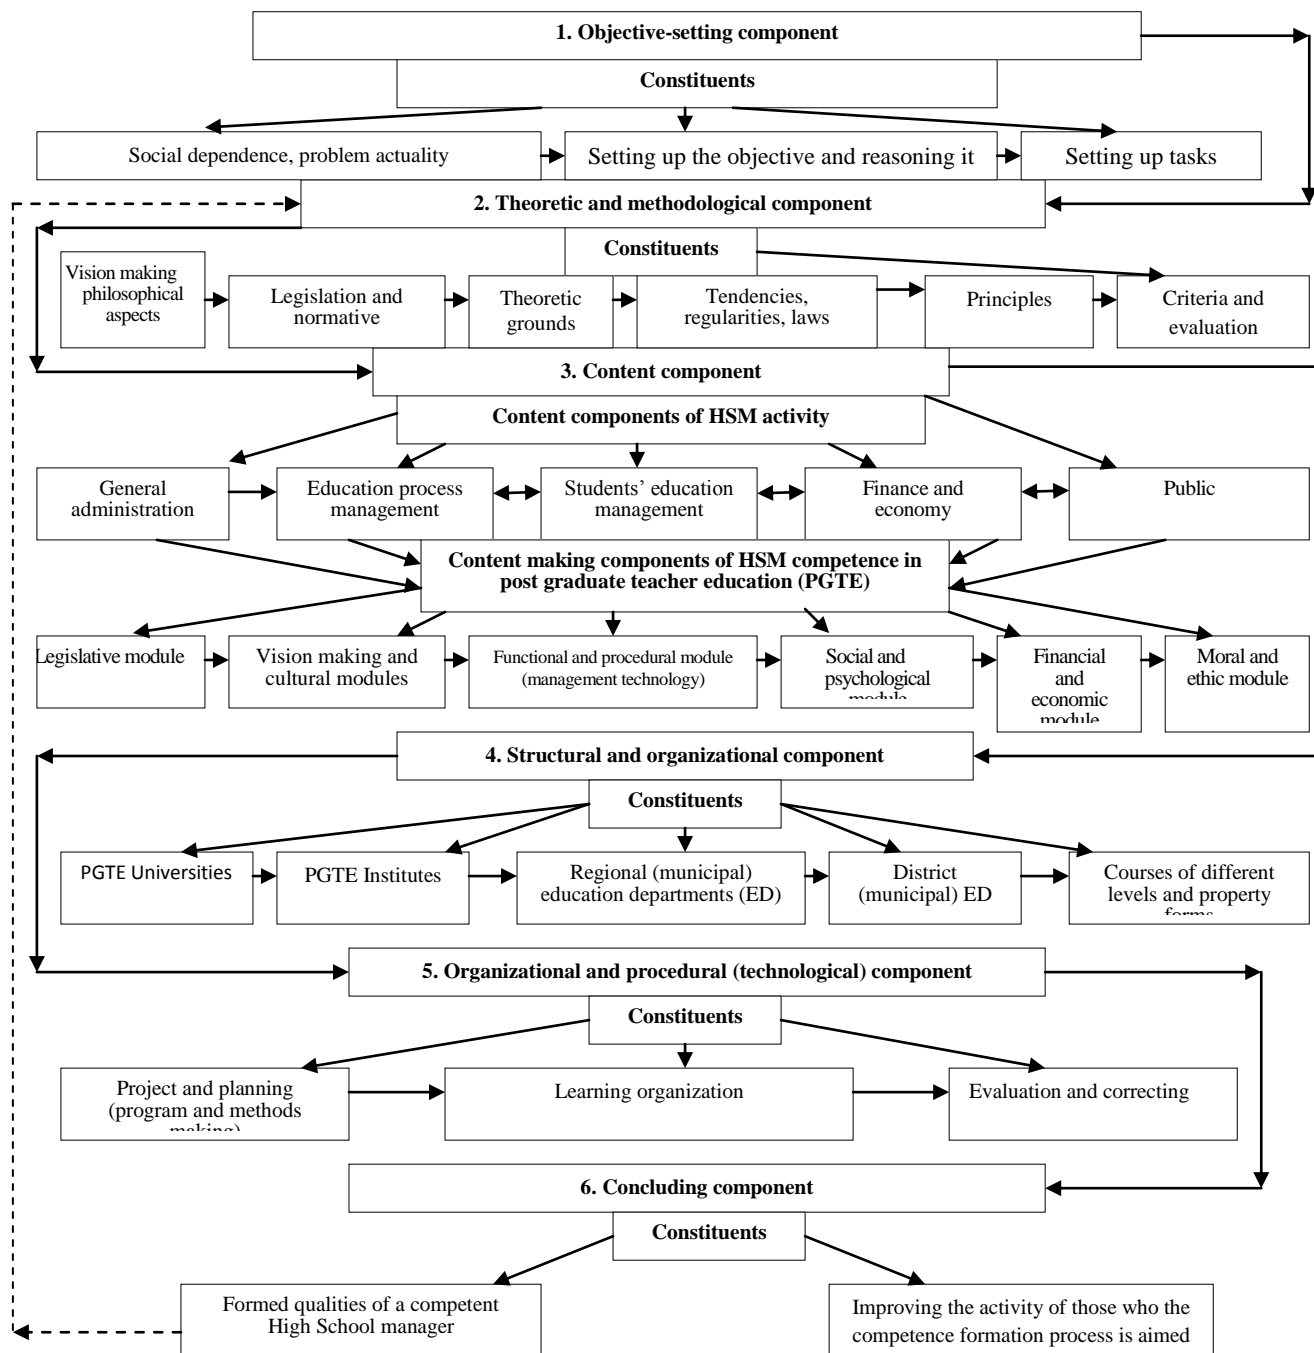 1. Objective-setting component
Constituents
Social dependence, problem actuality
Setting up the objective and reasoning it
Setting up tasks
2. Theoretic and methodological component
Constituents
Vision making
philosophical
aspects
Legislation and
normative
Theoretic
grounds
Tendencies,
regularities, laws
Principles
Criteria and
evaluation
3. Content component
Content components of HSM activity
General
administration
Education process
management
Students’ education
management
Finance and
economy
Public
Content making components of HSM competence in
post graduate teacher education (PGTE)
Legislative module
Vision making and
cultural modules
Functional and procedural module
(management technology)
Social and
psychological
module
Financial
and
economic
module
Moral and
ethic module
4. Structural and organizational component
Constituents
PGTE Universities
PGTE Institutes
Regional (municipal)
education departments (ED)
District
(municipal) ED
Courses of different
levels and property
forms
5. Organizational and procedural (technological) component
Constituents
Project and planning
(program and methods
making)
Learning organization
Evaluation and correcting
6. Concluding component
Constituents
Formed qualities of a competent
High School manager
Improving the activity of those who the
competence formation process is aimed